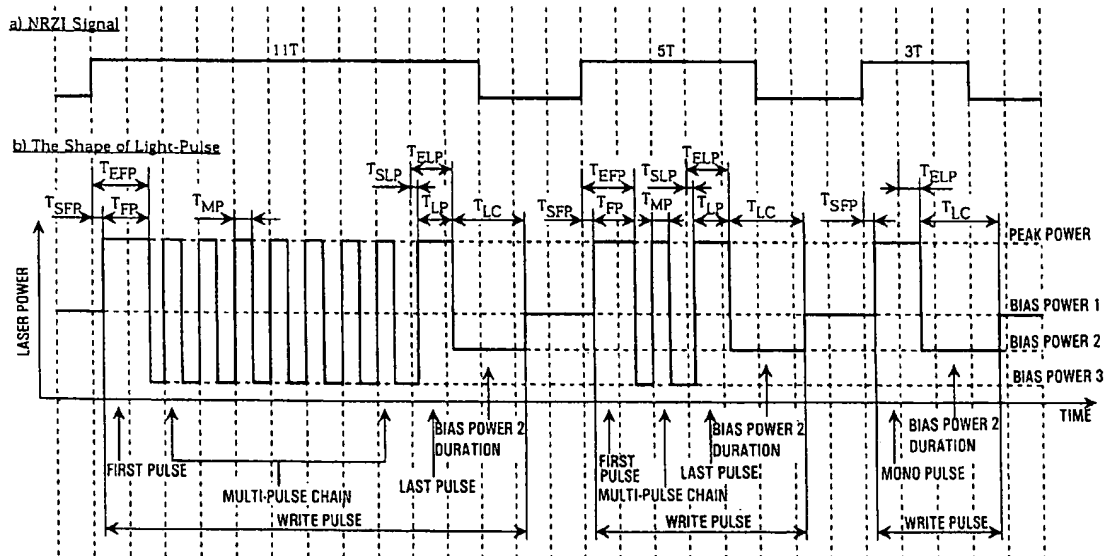 a) NRZI Signal
11T
5T
3T
b) The Shape of Light-Pulse
TEFP
TSFP
TFP
TMP
TSLP
TELP
TLP
TLC
TSFP
TEFP
TFP
TSLP
TMP
TELP
TLP
TLC
TSFP
TELP
TLC
PEAK POWER
BIAS POWER 1
BIAS POWER 2
BIAS POWER 3
LASER POWER
TIME
FIRST PULSE
MULTI-PULSE CHAIN
LAST PULSE
BIAS POWER 2
DURATION
WRITE PULSE
FIRST
PULSE
MULTI-PULSE CHAIN
LAST PULSE
BIAS POWER 2
DURATION
WRITE PULSE
MONO PULSE
BIAS POWER 2
DURATION
WRITE PULSE